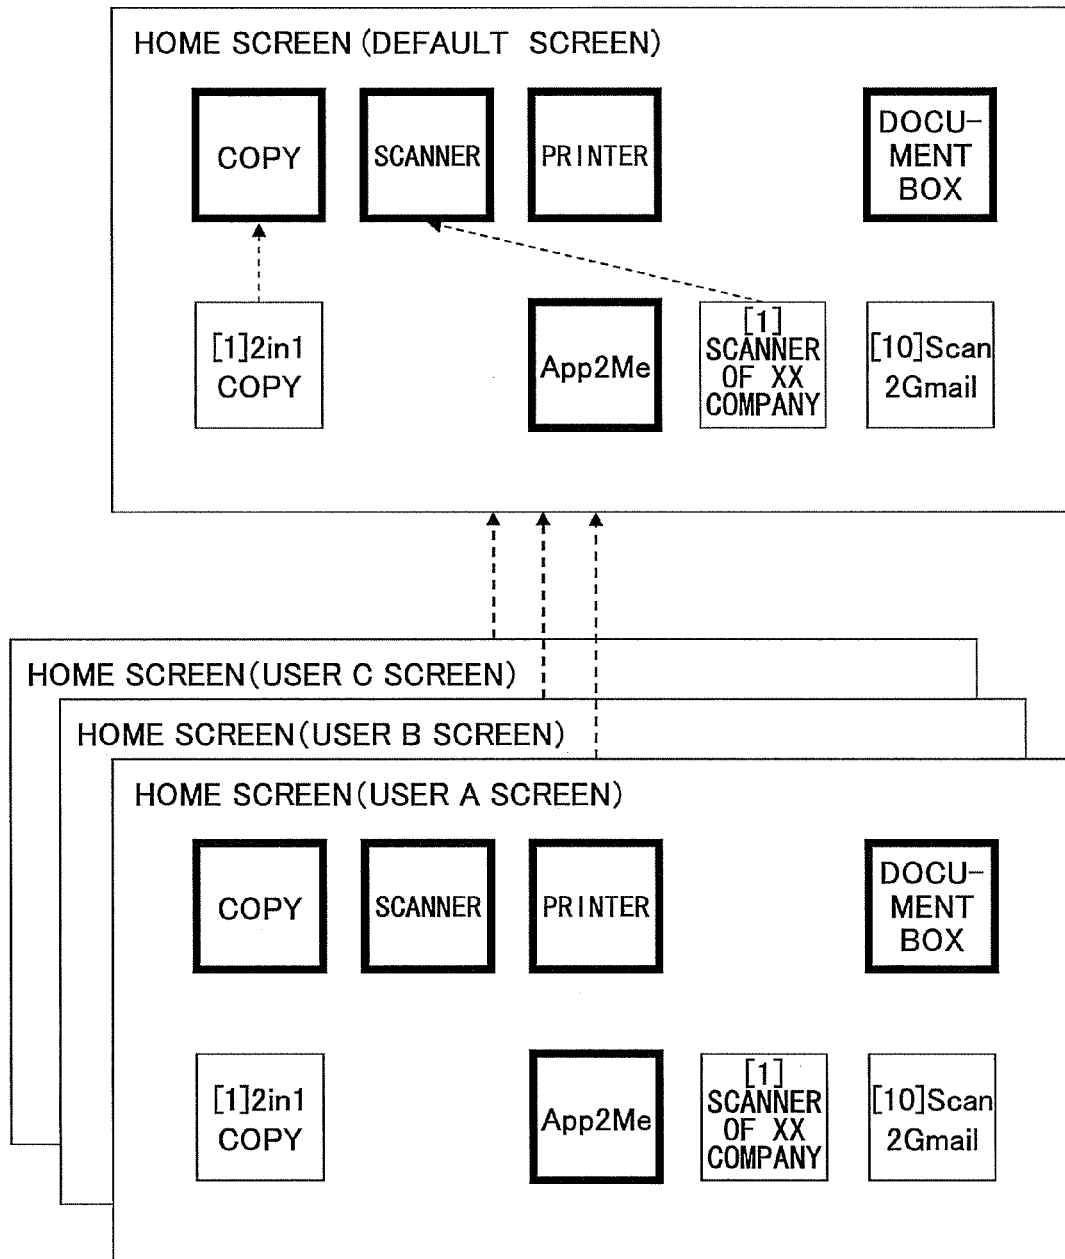 HOME SCREEN (DEFAULT SCREEN)
COPY
SCANNER
PRINTER
DOCU-
MENT
BOX
[1]2in1
COPY
App2Me
[1]
SCANNER
OF XX
COMPANY
[10]Scan
2Gmail
HOME SCREEN(USER C SCREEN)
HOME SCREEN(USER B SCREEN)
HOME SCREEN(USER A SCREEN)
COPY
SCANNER
PRINTER
DOCU-
MENT
BOX
[1]2in1
COPY
App2Me
[1]
SCANNER
OF XX
COMPANY
[10]Scan
2Gmail